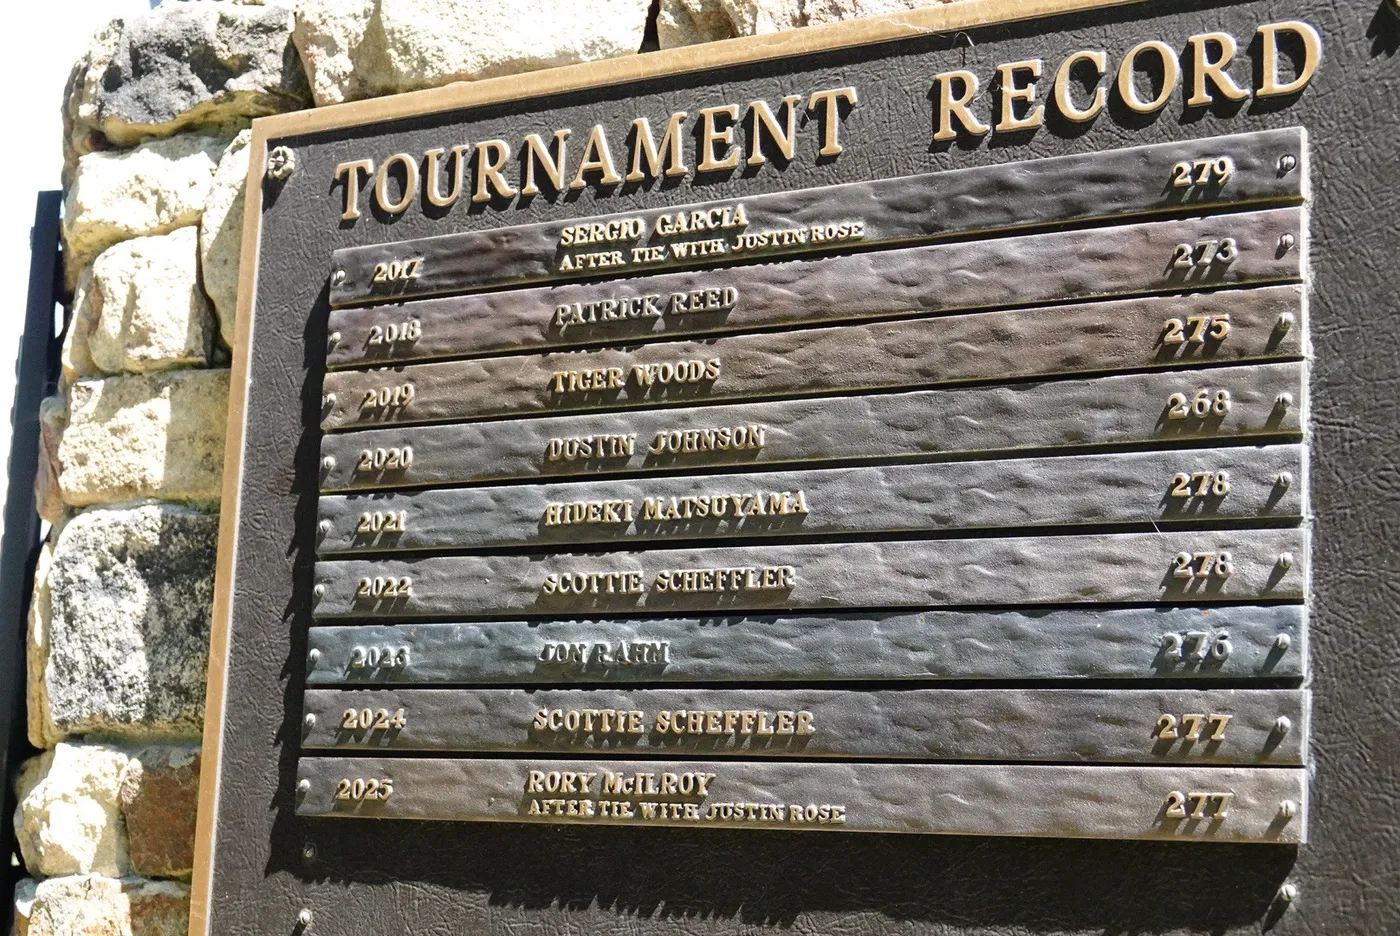 TOURNAMENT RECORD
2017 SERGIO GARCIA 279
AFTER TIE WITH JUSTIN ROSE
2018 PATRICK REED 273
2019 TIGER WOODS 275
2020 DUSTIN JOHNSON 268
2021 HIDEKI MATSUYAMA 278
2022 SCOTTIE SCHEFFLER 278
2023 JON RAHM 276
2024 SCOTTIE SCHEFFLER 277
2025 RORY McILROY 277
AFTER TIE WITH JUSTIN ROSE